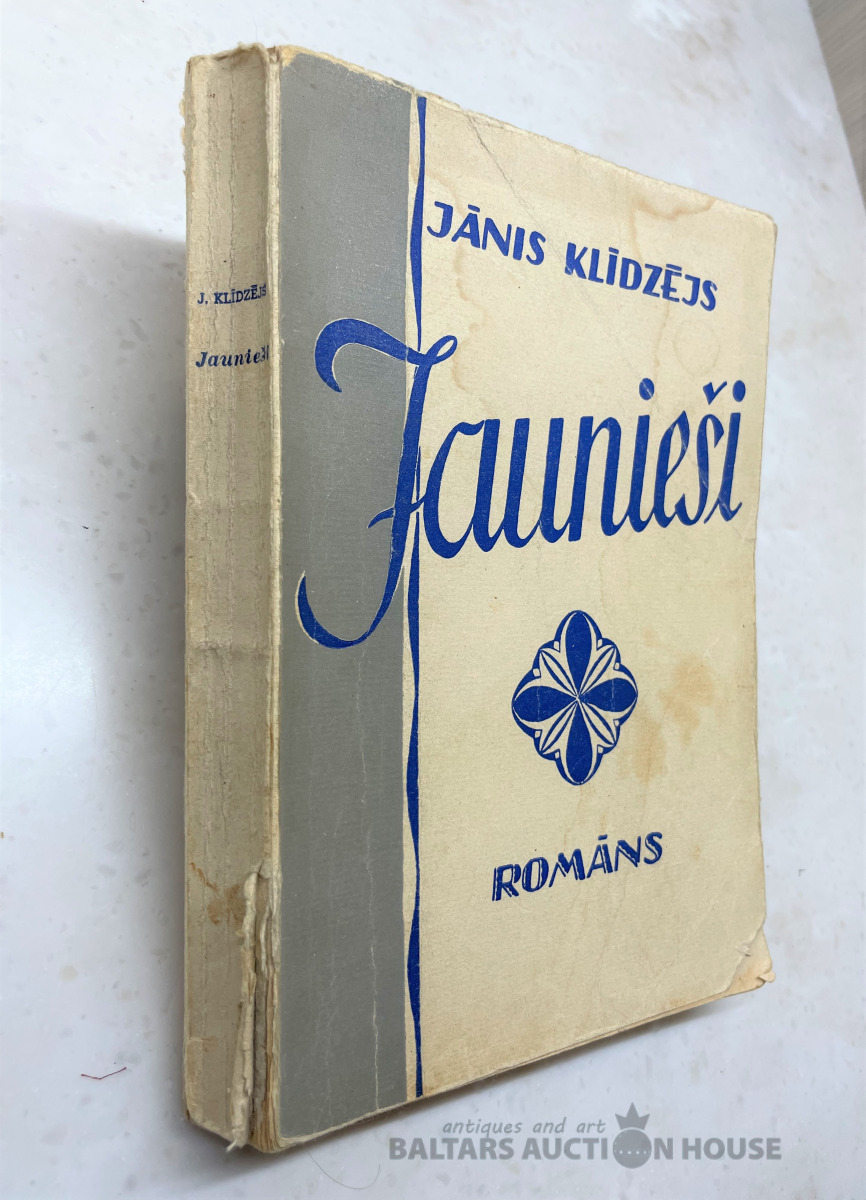 J. KLĪDZĒJS
Jaunieši
JĀNIS KLĪDZĒJS
Jaunieši
ROMĀNS
antiques and art
BALTARS AUCTION HOUSE